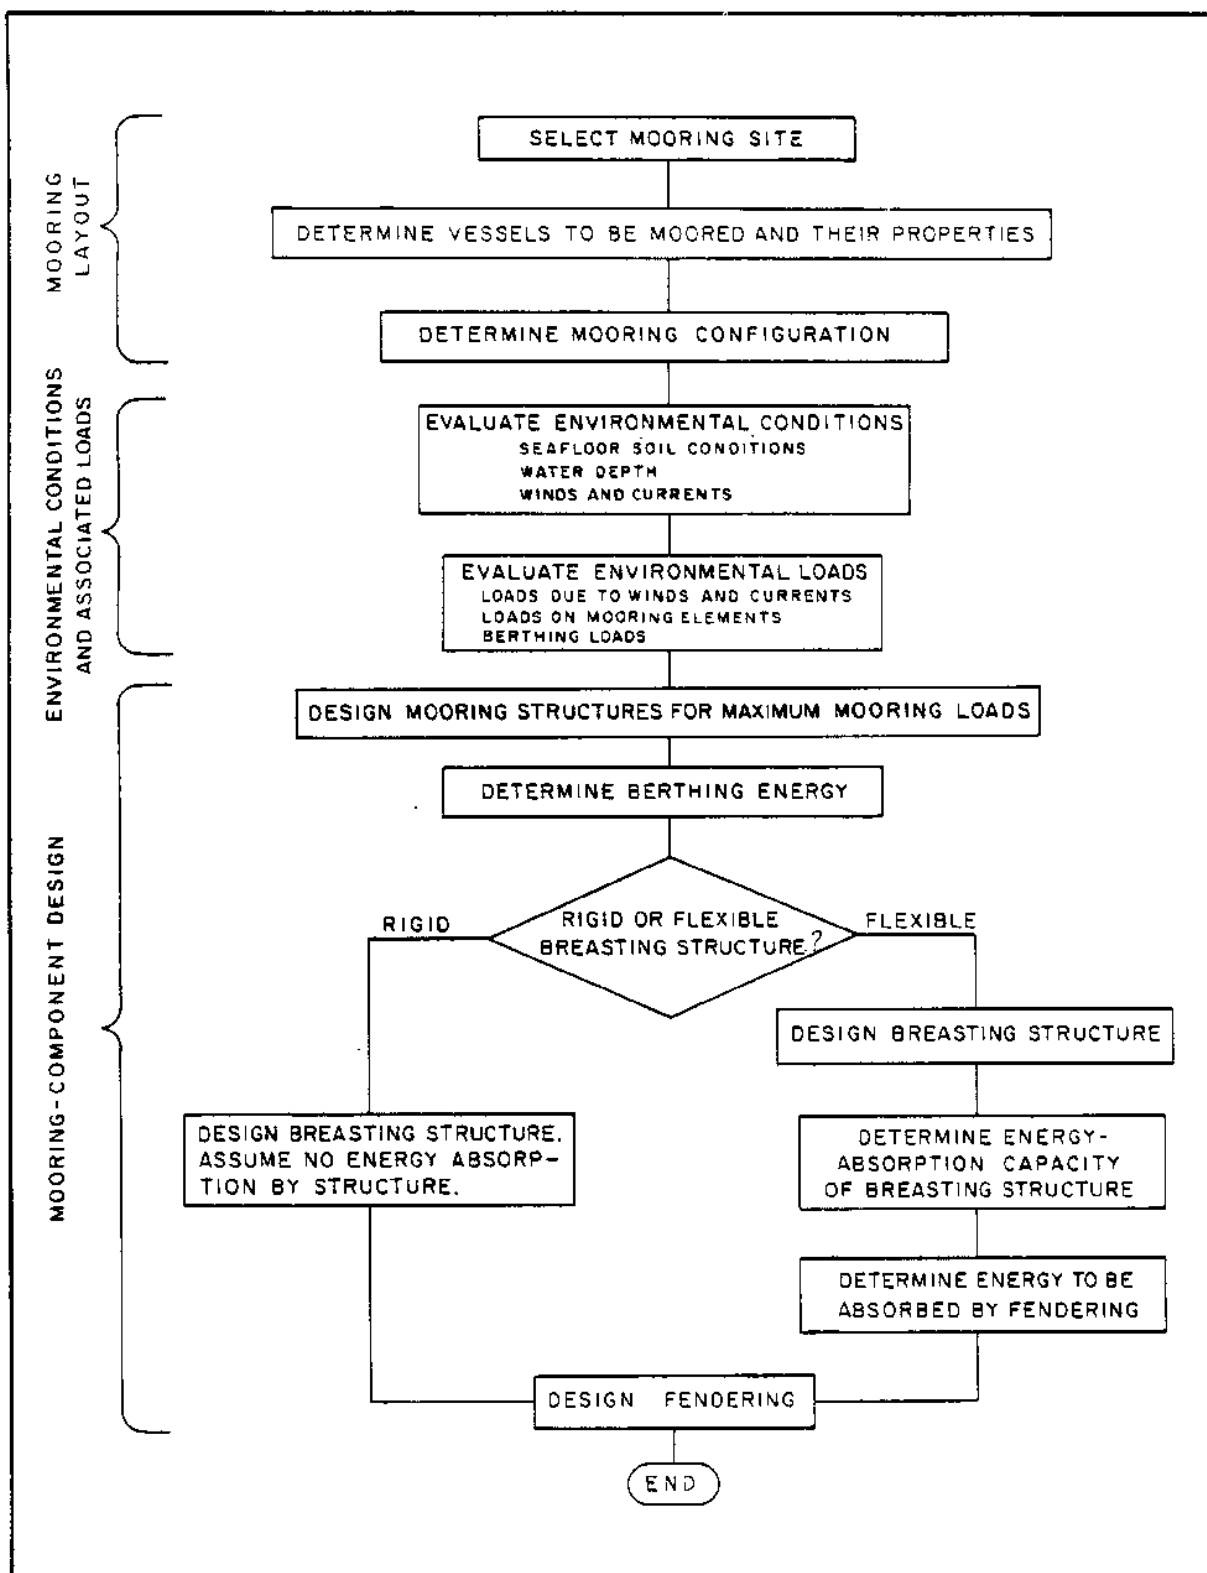 MOORING
LAYOUT
SELECT MOORING SITE
DETERMINE VESSELS TO BE MOORED AND THEIR PROPERTIES
DETERMINE MOORING CONFIGURATION
ENVIRONMENTAL CONDITIONS
AND ASSOCIATED LOADS
EVALUATE ENVIRONMENTAL CONDITIONS
SEAFLOOR SOIL CONDITIONS
WATER DEPTH
WINDS AND CURRENTS
EVALUATE ENVIRONMENTAL LOADS
LOADS DUE TO WINDS AND CURRENTS
LOADS ON MOORING ELEMENTS
BERTHING LOADS
MOORING-COMPONENT DESIGN
DESIGN MOORING STRUCTURES FOR MAXIMUM MOORING LOADS
DETERMINE BERTHING ENERGY
RIGID OR FLEXIBLE
BREASTING STRUCTURE?
RIGID
FLEXIBLE
DESIGN BREASTING STRUCTURE.
ASSUME NO ENERGY ABSORP-
TION BY STRUCTURE.
DESIGN BREASTING STRUCTURE
DETERMINE ENERGY-
ABSORPTION CAPACITY
OF BREASTING STRUCTURE
DETERMINE ENERGY TO BE
ABSORBED BY FENDERING
DESIGN FENDERING
END